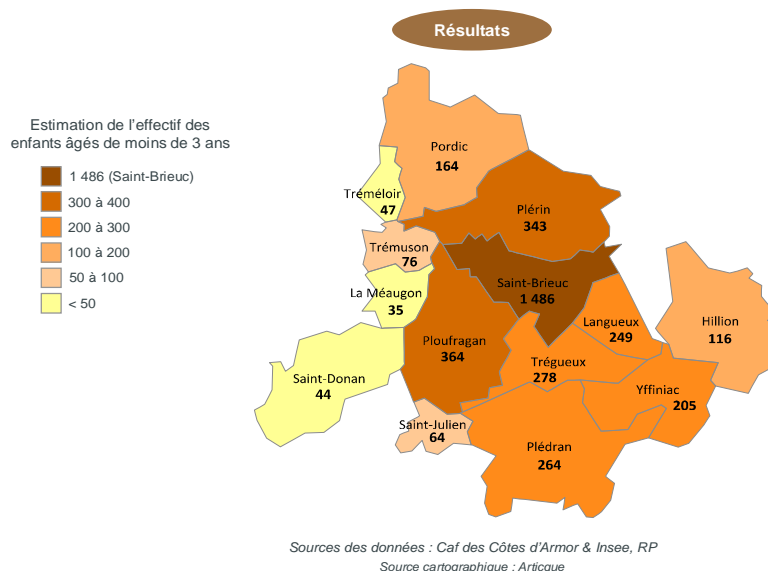 Résultats
Estimation de l'effectif des
enfants âgés de moins de 3 ans
1 486 (Saint-Brieuc)
300 à 400
200 à 300
100 à 200
50 à 100
< 50
Pordic
164
Tréméloir
47
Plérin
343
Trémuson
76
Saint-Brieuc
1 486
La Méaugon
35
Langueux
249
Hillion
116
Ploufragan
364
Trégueux
278
Saint-Donan
44
Yffiniac
205
Saint-Julien
64
Plédran
264
Sources des données : Caf des Côtes d'Armor & Insee, RP
Source cartographique : Articque